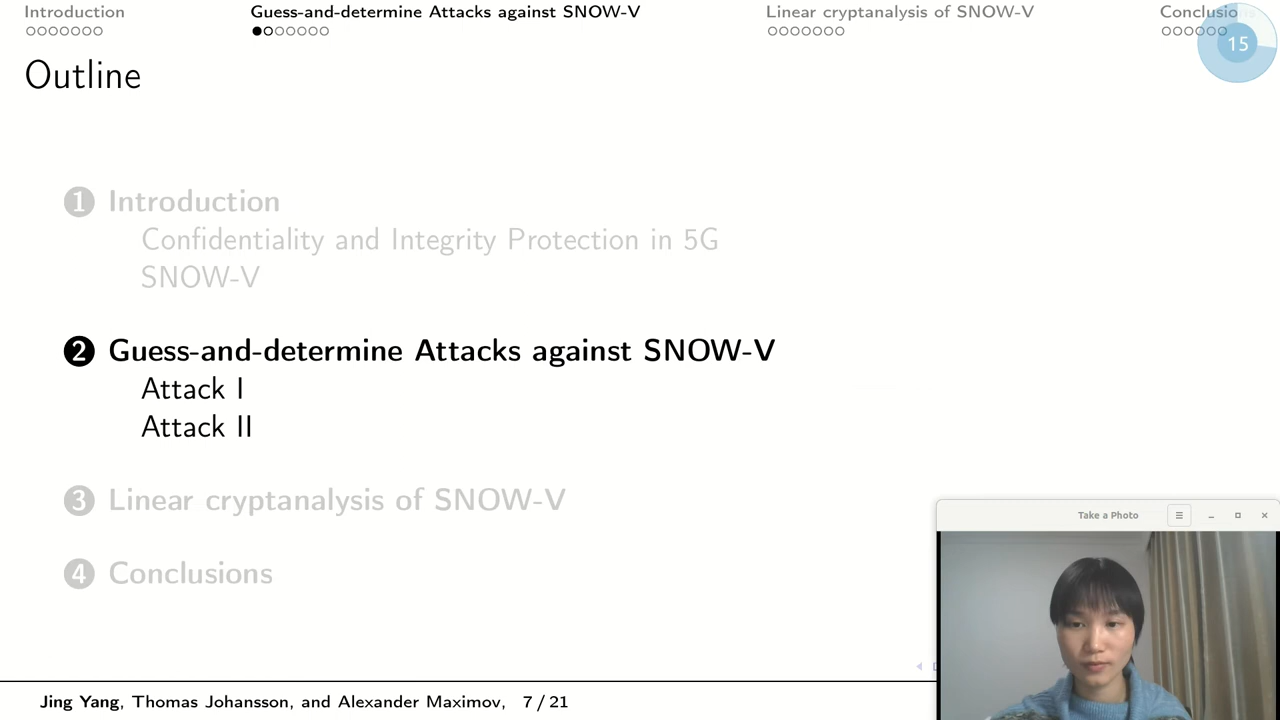 Introduction
Guess-and-determine Attacks against SNOW-V
Linear cryptanalysis of SNOW-V
Conclusions
15
Outline
1 Introduction
Confidentiality and Integrity Protection in 5G
SNOW-V
2 Guess-and-determine Attacks against SNOW-V
Attack I
Attack II
3 Linear cryptanalysis of SNOW-V
4 Conclusions
Take a Photo
Jing Yang, Thomas Johansson, and Alexander Maximov, 7 / 21